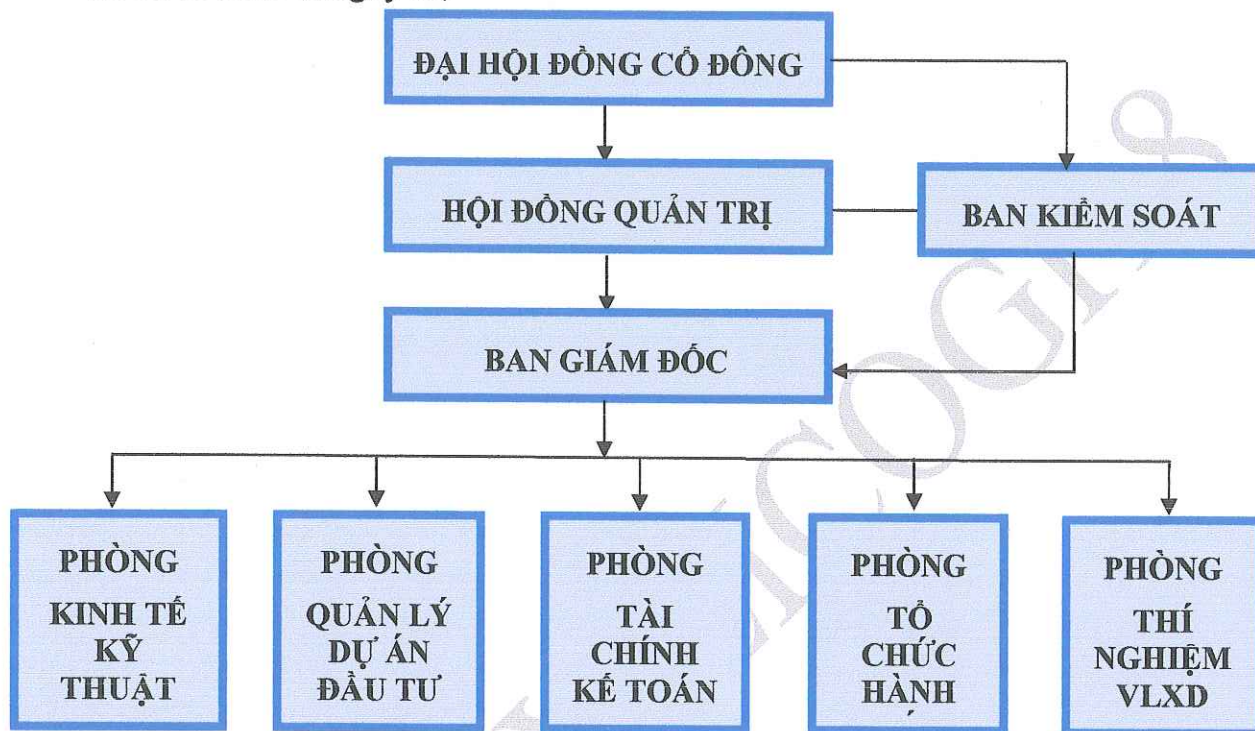 ĐẠI HỘI ĐỒNG CỔ ĐÔNG
HỘI ĐỒNG QUẢN TRỊ
BAN KIỂM SOÁT
BAN GIÁM ĐỐC
PHÒNG
KINH TẾ
KỸ
THUẬT
PHÒNG
QUẢN LÝ
DỰ ÁN
ĐẦU TƯ
PHÒNG
TÀI
CHÍNH
KẾ TOÁN
PHÒNG
TỔ
CHỨC
HÀNH
PHÒNG
THÍ
NGHIỆM
VLXD